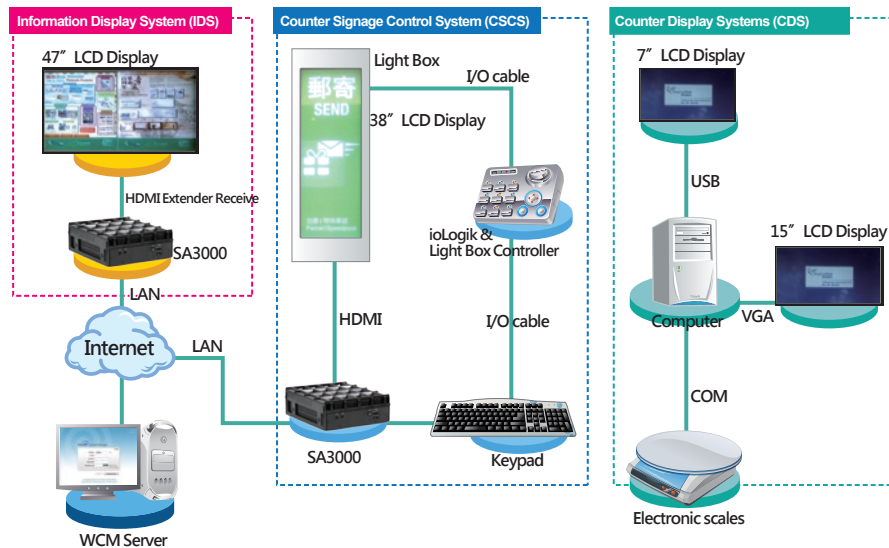 Information Display System (IDS)
47" LCD Display
HDMI Extender Receive
SA3000
LAN
Internet
LAN
WCM Server
Counter Signage Control System (CSCS)
Light Box
I/O cable
郵寄
SEND
38" LCD Display
ioLogik &
Light Box Controller
HDMI
I/O cable
SA3000
Keypad
Counter Display Systems (CDS)
7" LCD Display
USB
15" LCD Display
Computer
VGA
COM
Electronic scales